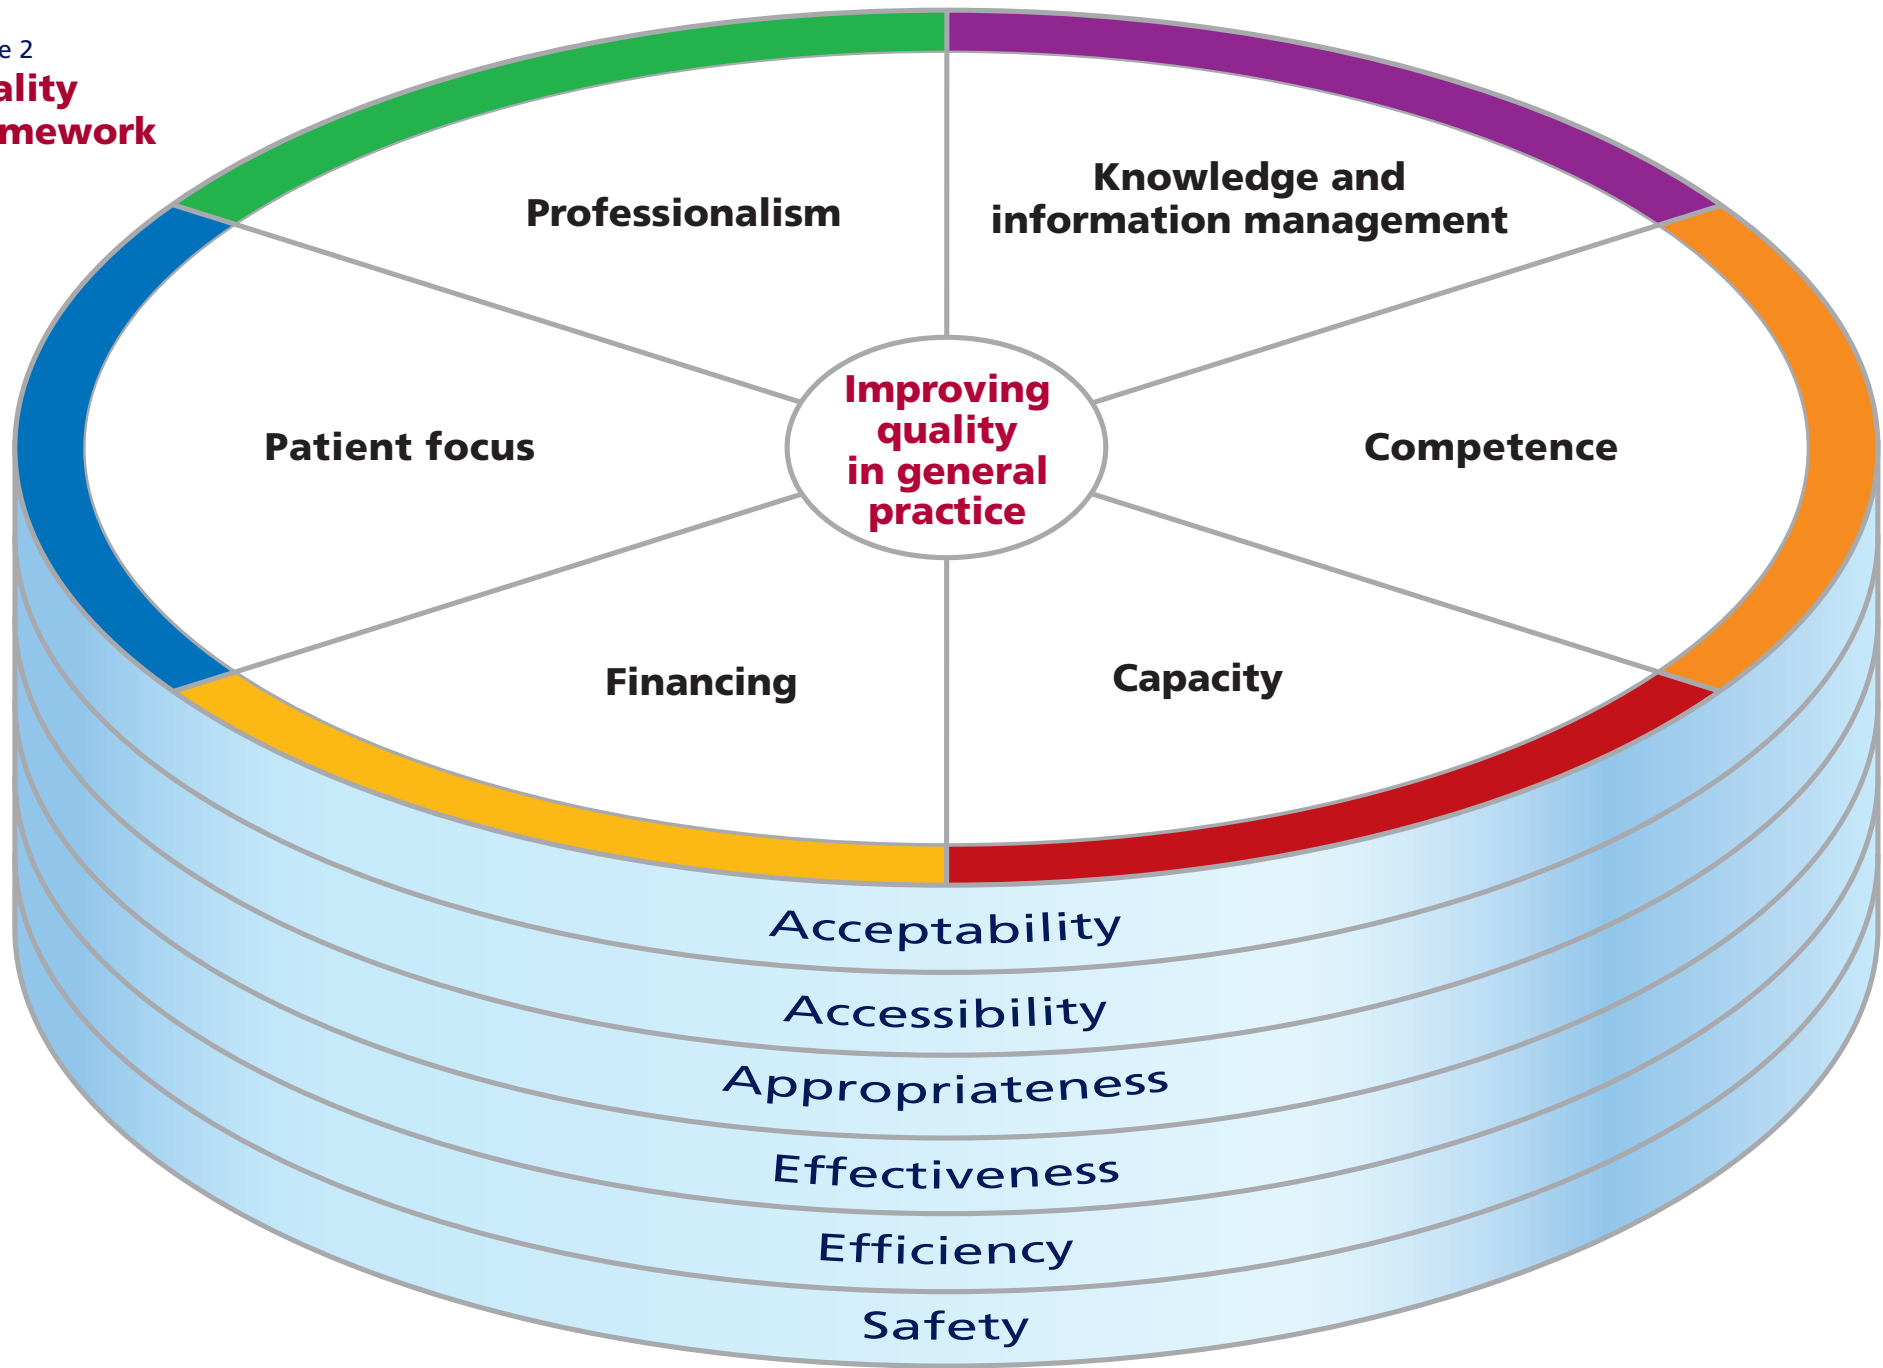 e 2
ality
mework
Professionalism
Knowledge and
information management
Patient focus
Improving
quality
in general
practice
Competence
Financing
Capacity
Acceptability
Accessibility
Appropriateness
Effectiveness
Efficiency
Safety